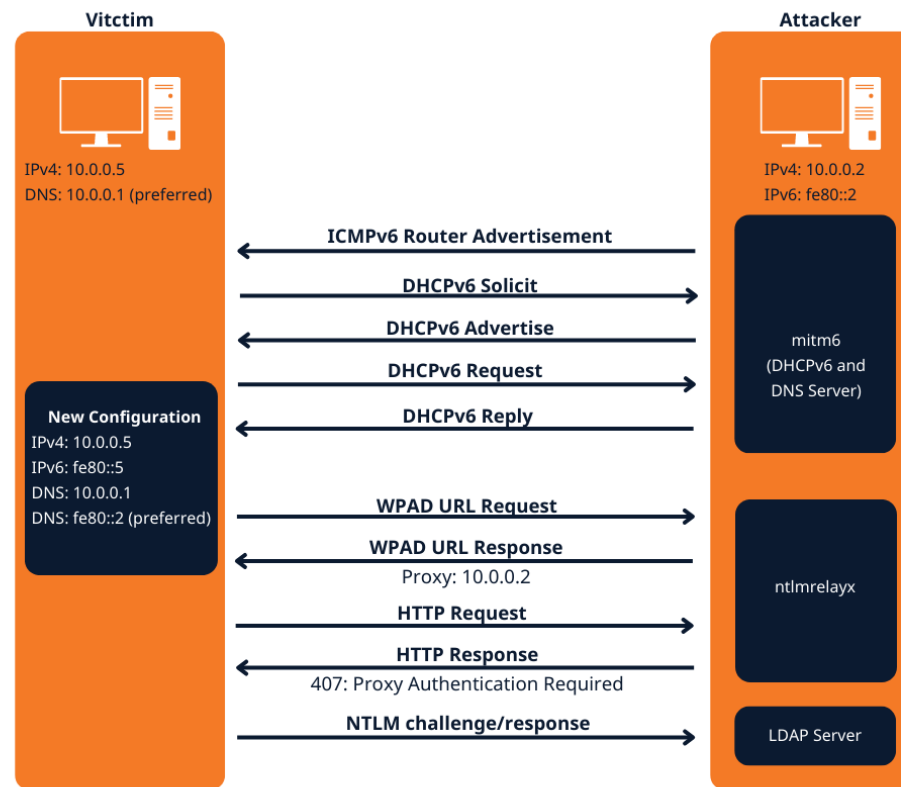 Vitctim
Attacker
IPv4: 10.0.0.5
DNS: 10.0.0.1 (preferred)
IPv4: 10.0.0.2
IPv6: fe80::2
ICMPv6 Router Advertisement
DHCPv6 Solicit
DHCPv6 Advertise
DHCPv6 Request
DHCPv6 Reply
mitm6
(DHCPv6 and
DNS Server)
New Configuration
IPv4: 10.0.0.5
IPv6: fe80::5
DNS: 10.0.0.1
DNS: fe80::2 (preferred)
WPAD URL Request
WPAD URL Response
Proxy: 10.0.0.2
HTTP Request
HTTP Response
407: Proxy Authentication Required
NTLM challenge/response
ntlmrelayx
LDAP Server